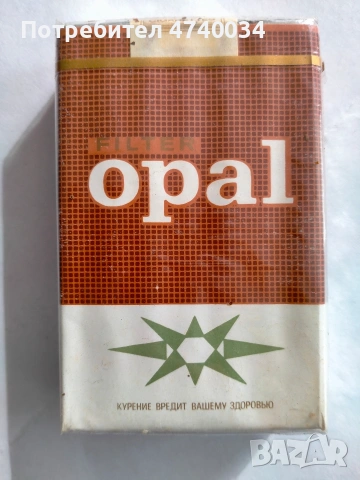 Потребител 4740034
FILTER
opal
КУРЕНИЕ ВРЕДИТ ВАШЕМУ ЗДОРОВЬЮ
BAZAR